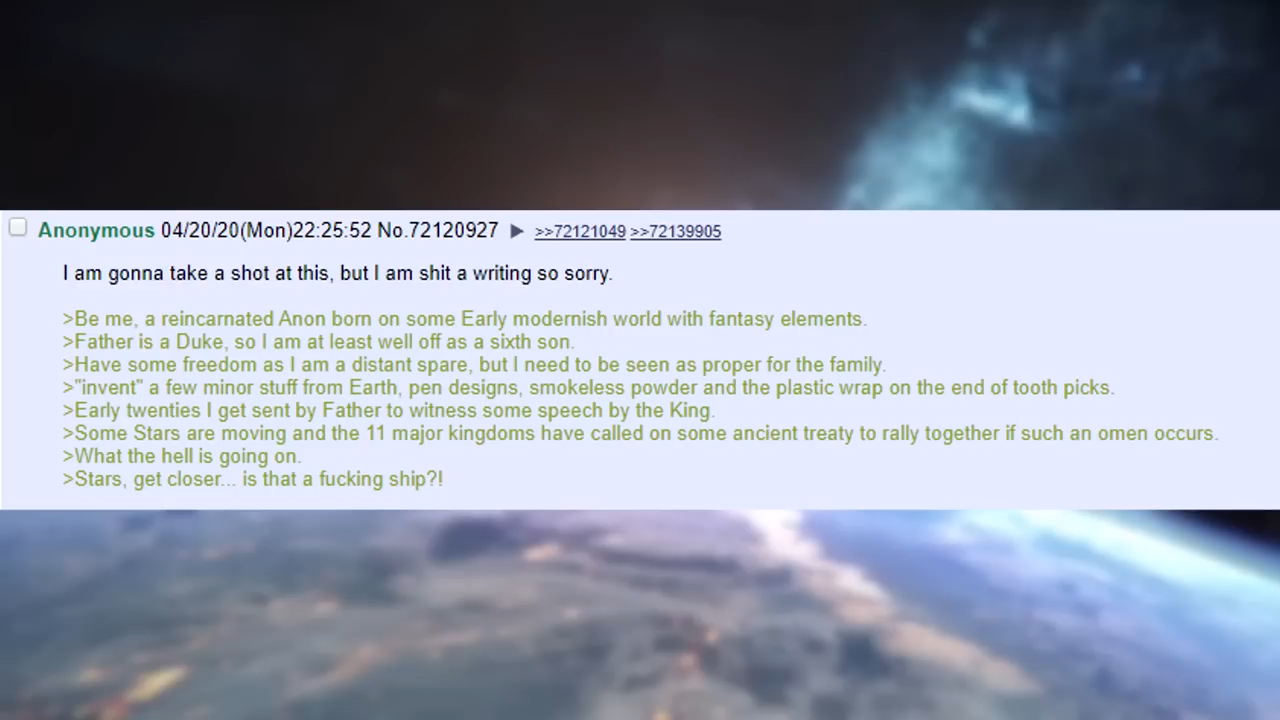 Anonymous 04/20/20(Mon)22:25:52 No.72120927 ▶ >>72121049 >>72139905
I am gonna take a shot at this, but I am shit a writing so sorry.
>Be me, a reincarnated Anon born on some Early modernish world with fantasy elements.
>Father is a Duke, so I am at least well off as a sixth son.
>Have some freedom as I am a distant spare, but I need to be seen as proper for the family.
>"invent" a few minor stuff from Earth, pen designs, smokeless powder and the plastic wrap on the end of tooth picks.
>Early twenties I get sent by Father to witness some speech by the King.
>Some Stars are moving and the 11 major kingdoms have called on some ancient treaty to rally together if such an omen occurs.
>What the hell is going on.
>Stars, get closer... is that a fucking ship?!